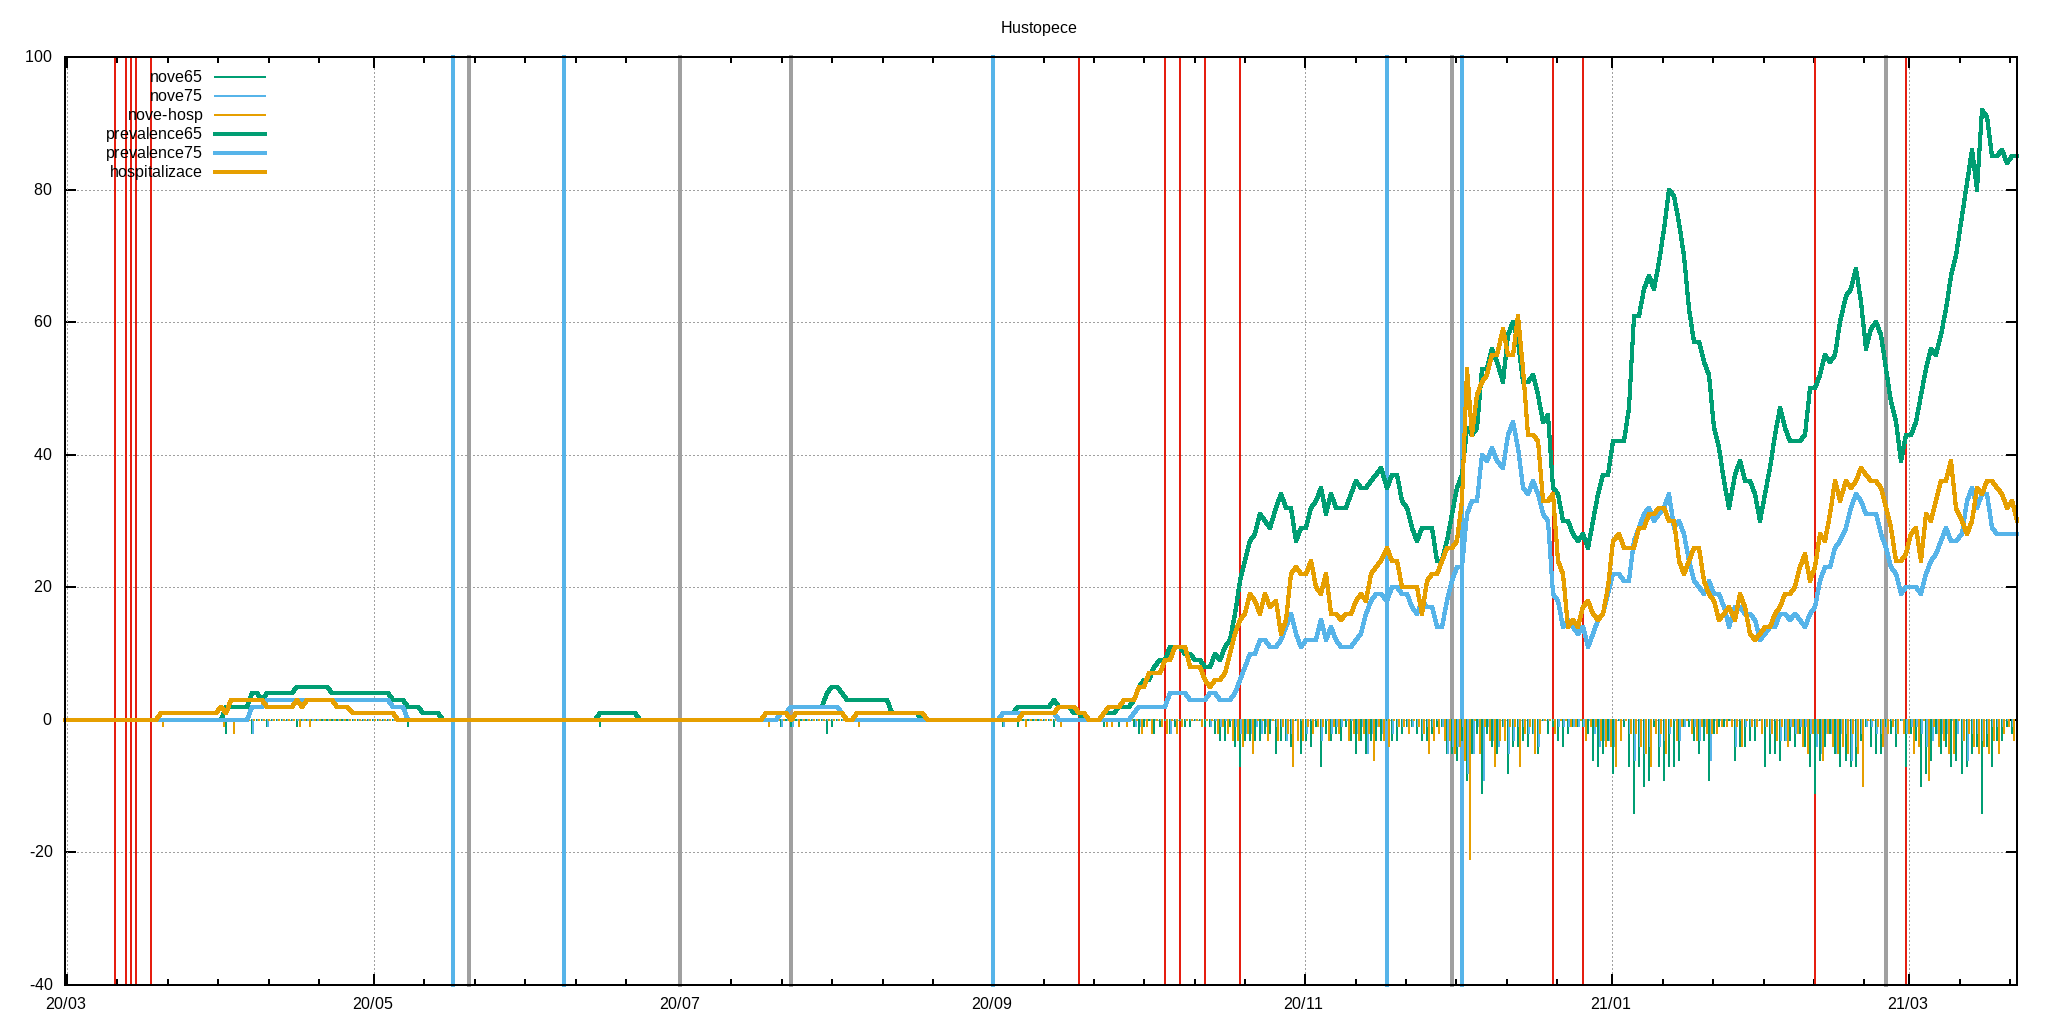 Hustopece
100
80
60
40
20
0
-20
-40
nove65
nove75
nove-hosp
prevalence65
prevalence75
hospitalizace
20/03 20/05 20/07 20/09 20/11 21/01 21/03